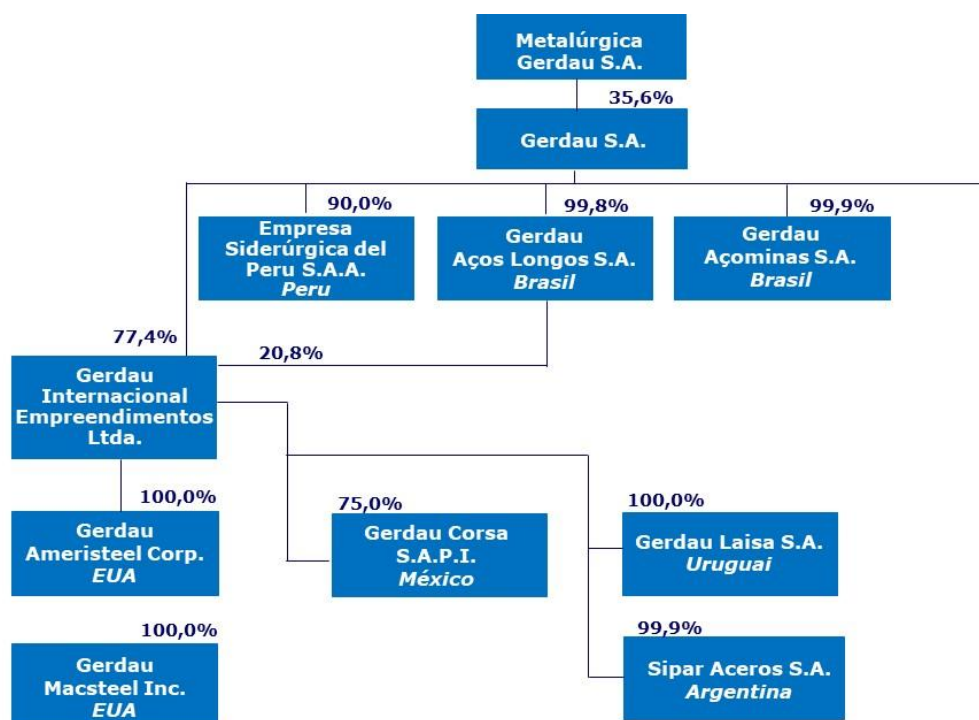 Metalúrgica
Gerdau S.A.
35,6%
Gerdau S.A.
90,0%
Empresa
Siderúrgica del
Peru S.A.A.
Peru
99,8%
Gerdau
Aços Longos S.A.
Brasil
99,9%
Gerdau
Açominas S.A.
Brasil
77,4%
20,8%
Gerdau
Internacional
Empreendimentos
Ltda.
100,0%
Gerdau
Ameristeel Corp.
EUA
75,0%
Gerdau Corsa
S.A.P.I.
México
100,0%
Gerdau Laisa S.A.
Uruguai
100,0%
Gerdau
Macsteel Inc.
EUA
99,9%
Sipar Aceros S.A.
Argentina